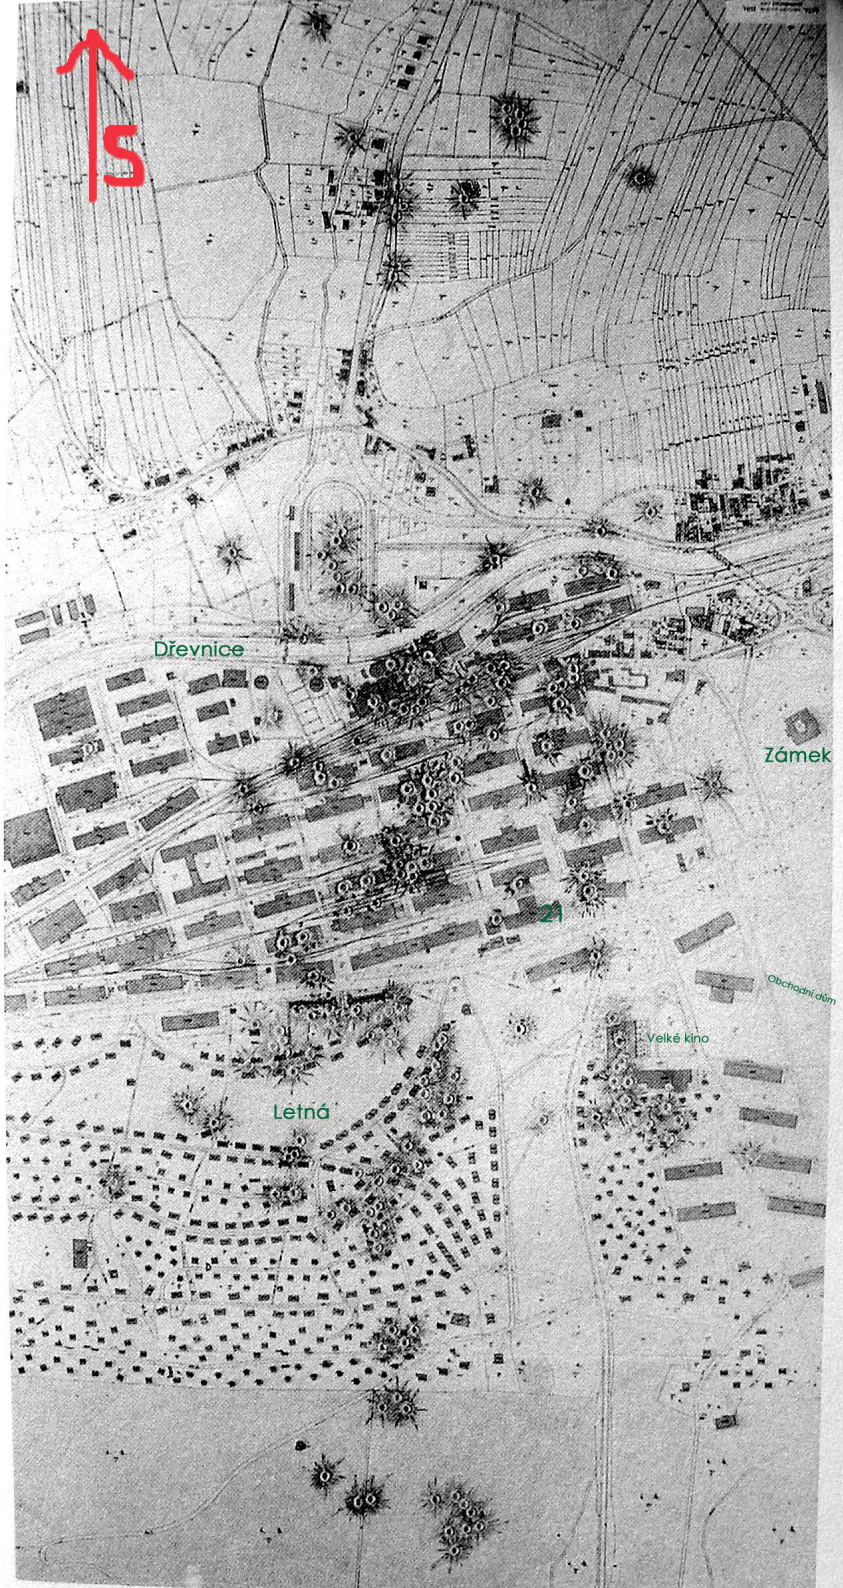 S
Dřevnice
Zámek
21
Obchodní dům
Velké kino
Letná